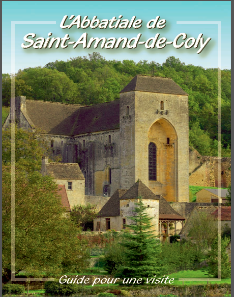 L'Abbatiale de
Saint-Amand-de-Coly
Guide pour une visite